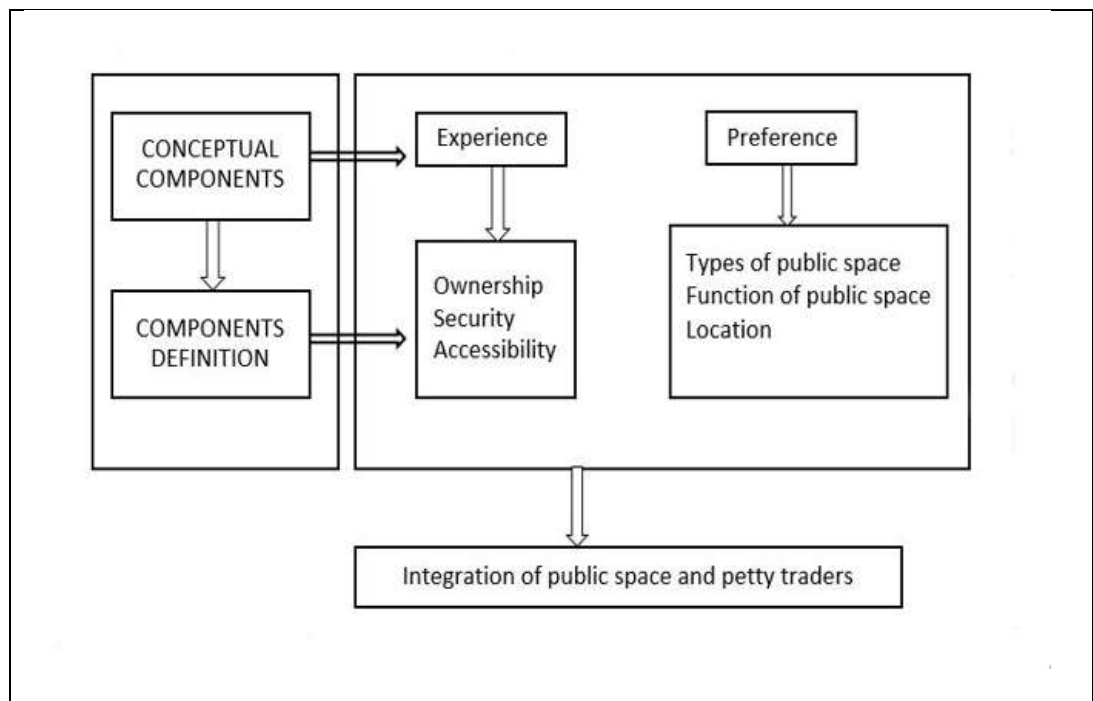 CONCEPTUAL
COMPONENTS
Experience
Preference
COMPONENTS
DEFINITION
Ownership
Security
Accessibility
Types of public space
Function of public space
Location
Integration of public space and petty traders